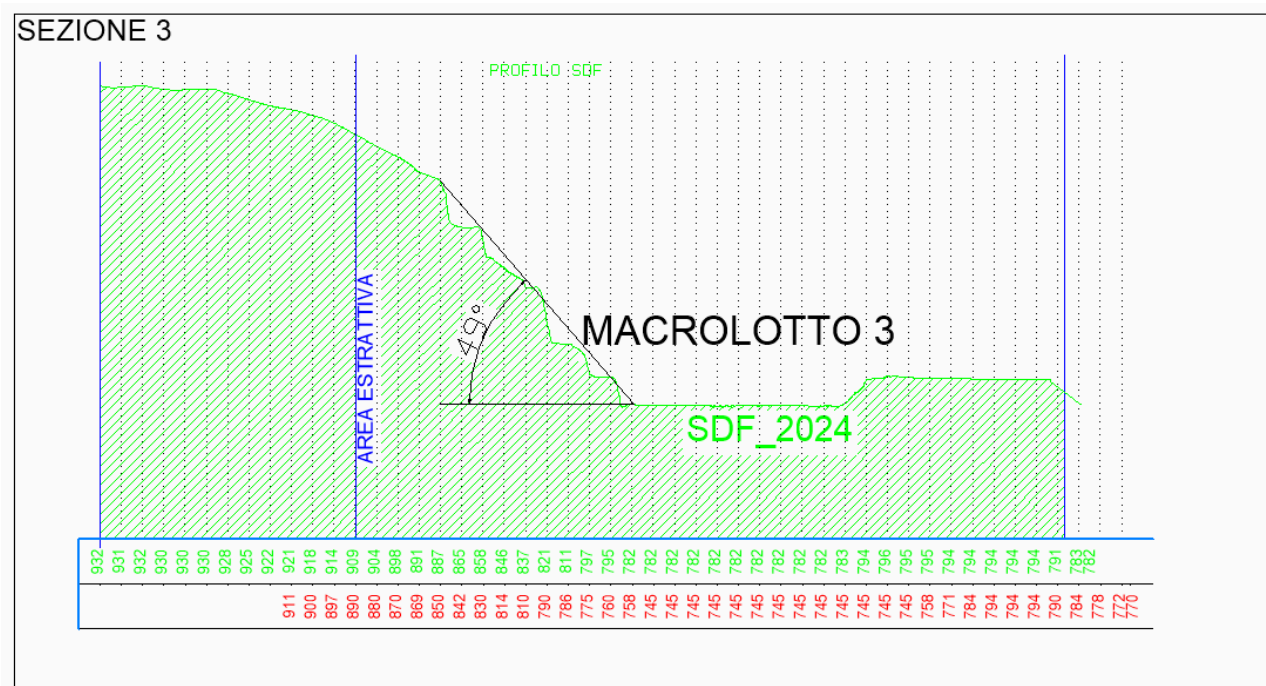 SEZIONE 3
PROFILO SDF
49°
MACROLOTTO 3
AREA ESTRATTIVA
SDF_2024
932 931 932 930 930 930 928 925 922 921 918 914 909 904 898 891 887 865 858 846 837 821 811 797 795 782 782 782 782 782 782 782 782 782 782 783 794 796 795 795 794 794 794 794 794 791 783 782
911 900 897 890 880 870 869 850 842 830 814 810 790 786 775 760 758 745 745 745 745 745 745 745 745 745 745 745 745 745 758 771 784 794 794 794 790 784 778 772 770